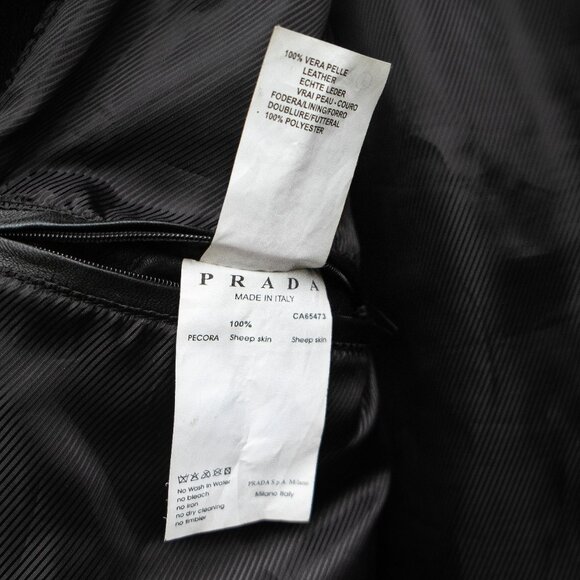 100% VERA PELLE
LEATHER
ECHTE LEDER
VRAI PEAU - COURO
FODERA/LINING/FORRO
DOUBLURE/FUTTERAL
100% POLYESTER
PRADA
MADE IN ITALY
CA65473
100%
PECORA Sheep skin Sheep skin
No Wash in Water
no bleach
no iron
no dry cleaning
no timbler
PRADA S.p.A. Milano
Milano Italy